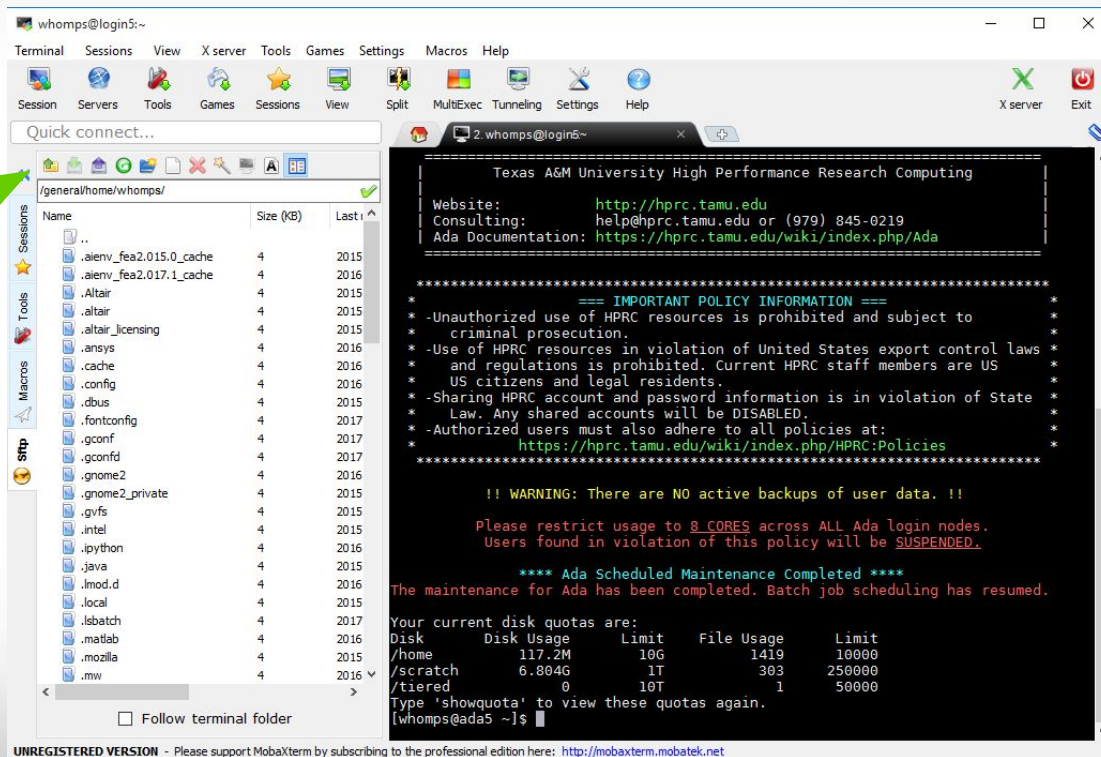 whomps@login5:~
Terminal Sessions View X server Tools Games Settings Macros Help
Session Servers Tools Games Sessions View Split MultiExec Tunneling Settings Help X server Exit
Quick connect...
2. whomps@login5:~
/general/home/whomps/
Name Size (KB)
..
.aienv_fea2.015.0_cache 4 2015
.aienv_fea2.017.1_cache 4 2016
.Altair 4 2015
.altair 4 2015
.altair_licensing 4 2015
.ansys 4 2016
.cache 4 2016
.config 4 2016
.dbus 4 2015
.fontconfig 4 2017
.gconf 4 2017
.gconfd 4 2017
.gnome2 4 2016
.gnome2_private 4 2015
.gvfs 4 2015
.intel 4 2015
.ipython 4 2016
.java 4 2015
.lmod.d 4 2016
.local 4 2015
.lsbatch 4 2017
.matlab 4 2016
.mozilla 4 2015
.mw 4 2016
Follow terminal folder
Sessions
Tools
Macros
Sftp
Texas A&M University High Performance Research Computing
Website: http://hprc.tamu.edu
Consulting: help@hprc.tamu.edu or (979) 845-0219
Ada Documentation: https://hprc.tamu.edu/wiki/index.php/Ada
=== IMPORTANT POLICY INFORMATION ===
* -Unauthorized use of HPRC resources is prohibited and subject to *
* criminal prosecution. *
* -Use of HPRC resources in violation of United States export control laws *
* and regulations is prohibited. Current HPRC staff members are US *
* US citizens and legal residents. *
* -Sharing HPRC account and password information is in violation of State *
* Law. Any shared accounts will be DISABLED. *
* -Authorized users must also adhere to all policies at: *
* https://hprc.tamu.edu/wiki/index.php/HPRC:Policies *
!! WARNING: There are NO active backups of user data. !!
Please restrict usage to 8 CORES across ALL Ada login nodes.
Users found in violation of this policy will be SUSPENDED.
**** Ada Scheduled Maintenance Completed ****
The maintenance for Ada has been completed. Batch job scheduling has resumed.
Your current disk quotas are:
Disk Disk Usage Limit File Usage Limit
/home 117.2M 10G 1419 10000
/scratch 6.804G 1T 303 250000
/tiered 0 10T 1 50000
Type 'showquota' to view these quotas again.
[whomps@ada5 ~]$
UNREGISTERED VERSION - Please support MobaXterm by subscribing to the professional edition here: http://mobaxterm.mobatek.net